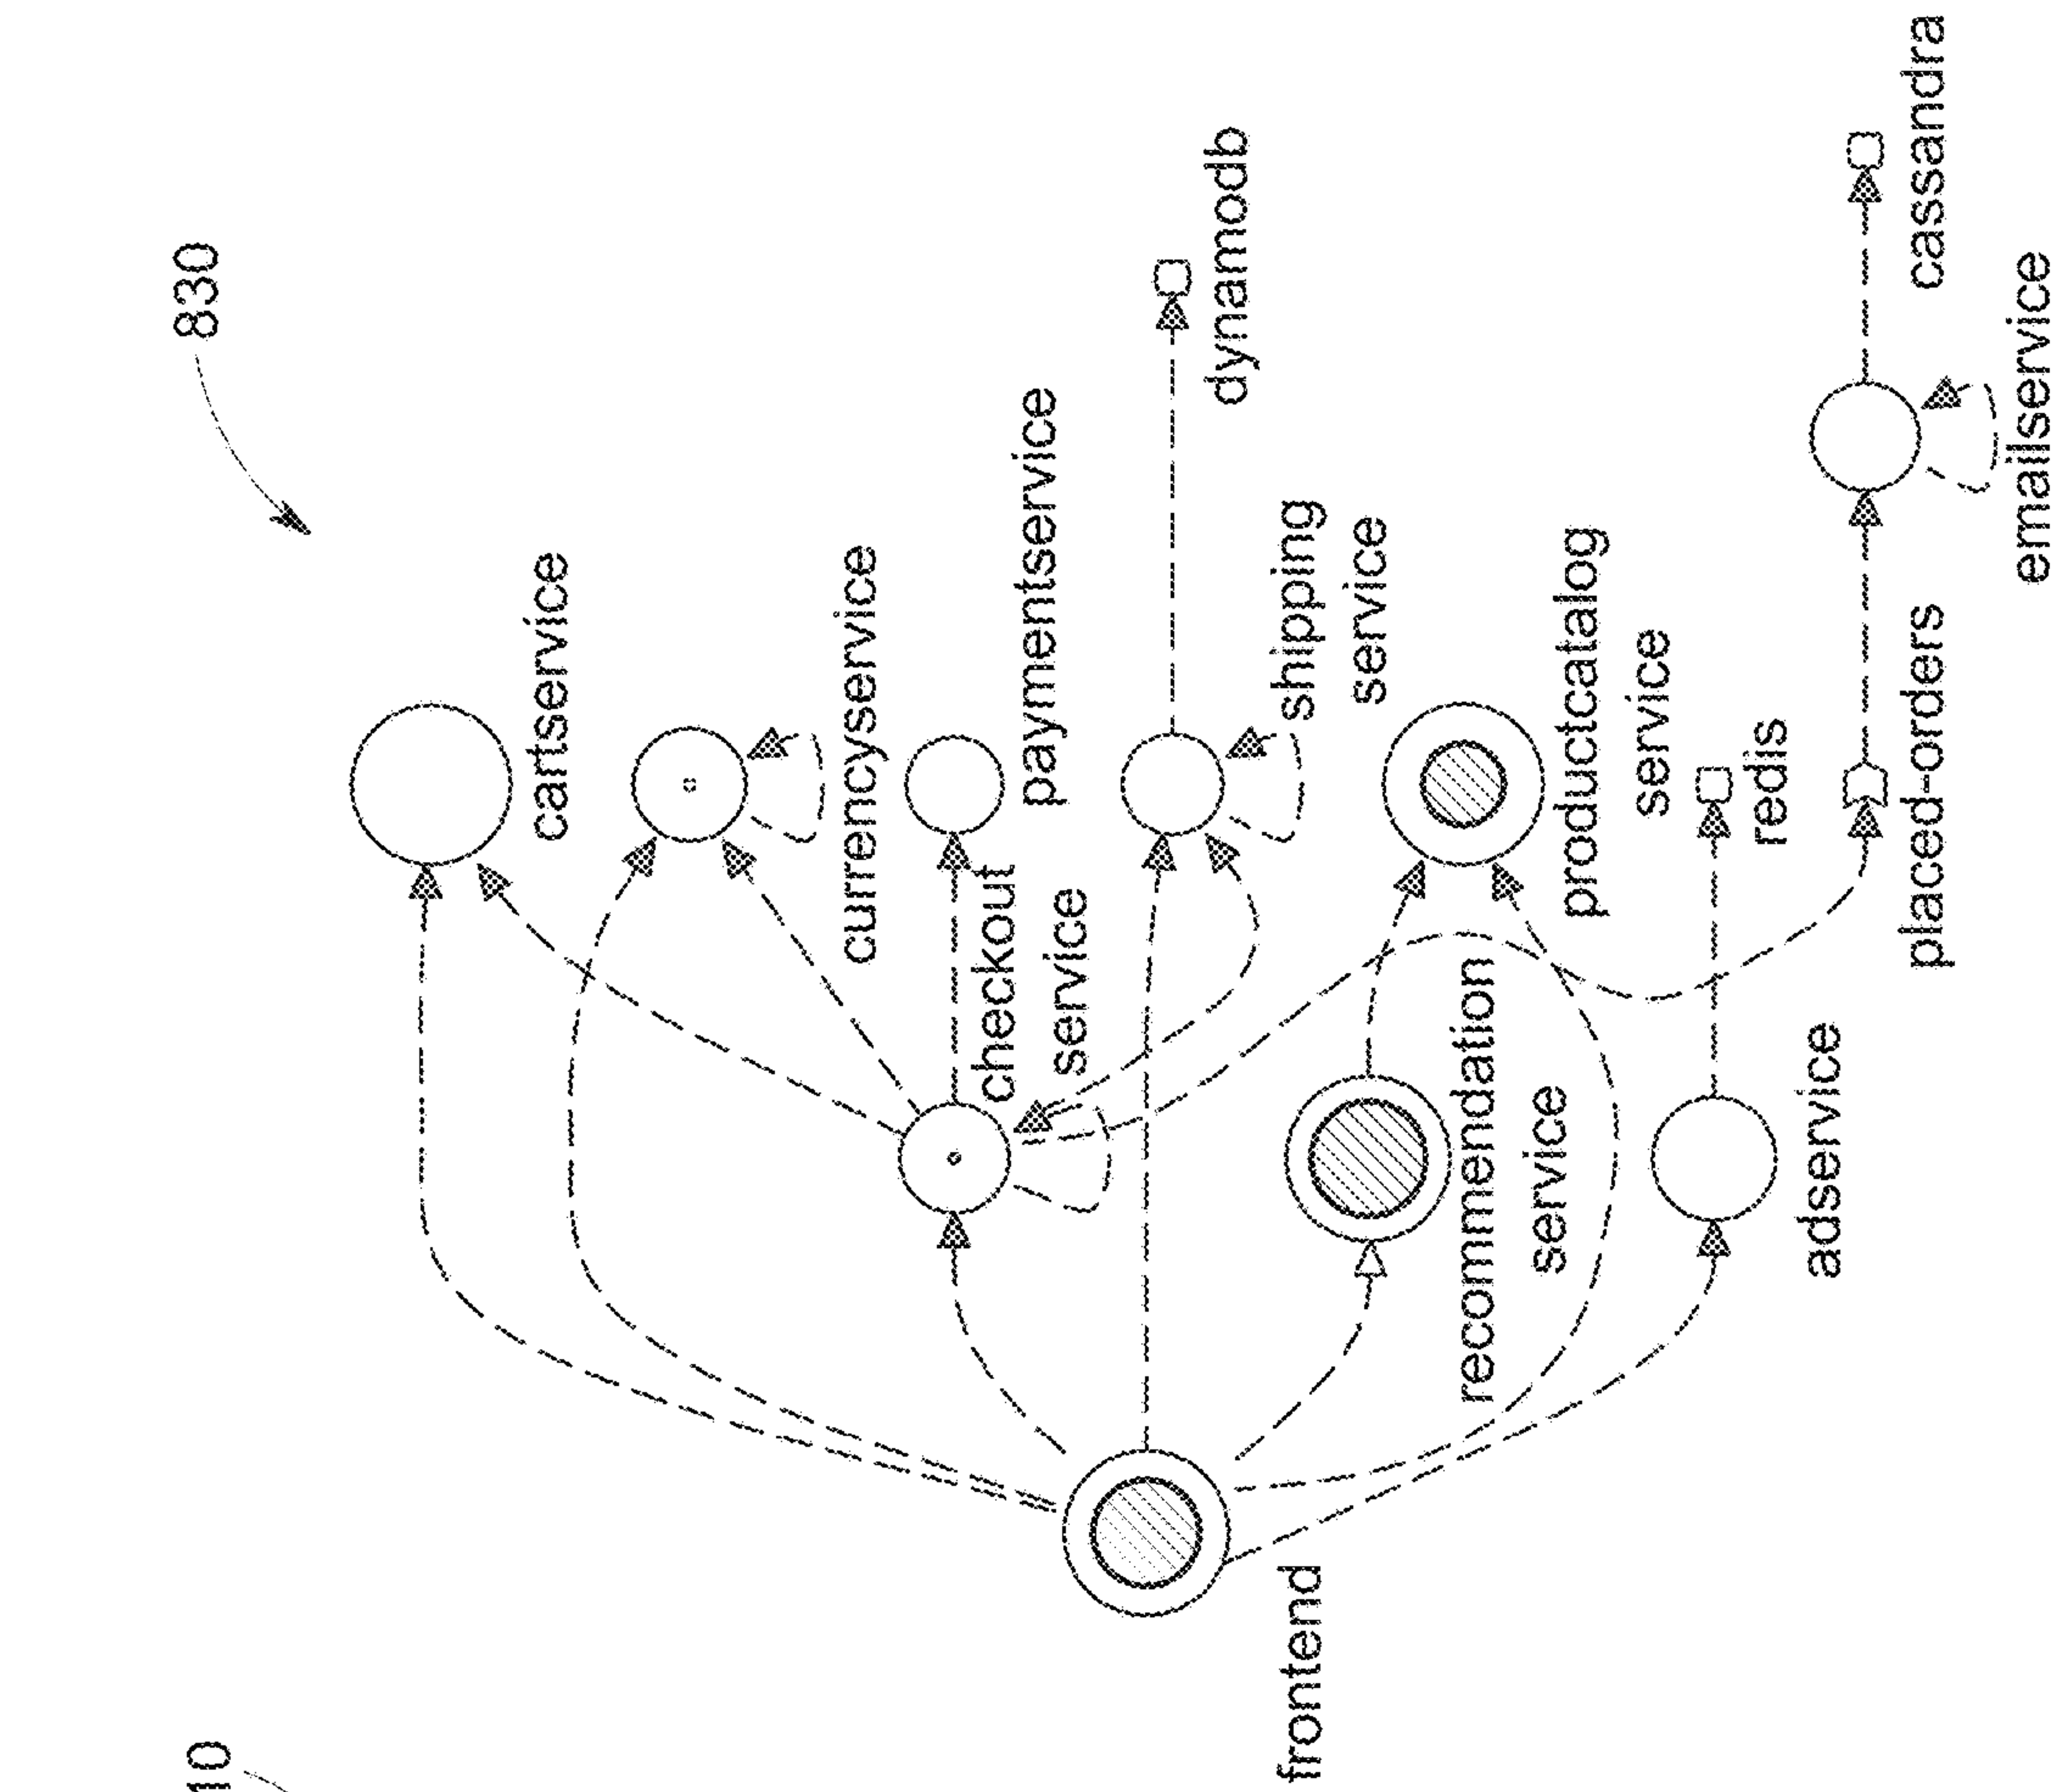 830
10
cartservice
currencyservice
paymentservice
checkout
service
dynamodb
shipping
service
productcatalog
service
recommendation
service
redis
adservice
placed-orders
cassandra
emailservice
frontend